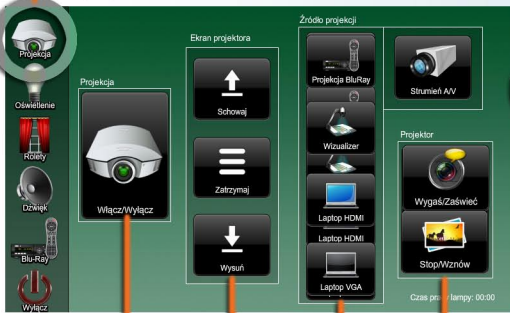 Projekcja
Oświetlenie
Rolety
Dźwięk
Blu-Ray
Wyłącz
Projekcja
Włącz/Wyłącz
Ekran projektora
Schowaj
Zatrzymaj
Wysuń
Źródło projekcji
Projekcja BluRay
Wizualizer
Laptop HDMI
Laptop HDMI
Laptop VGA
Strumień A/V
Projektor
Wygaś/Zaświeć
Stop/Wznów
Czas pracy lampy: 00:00